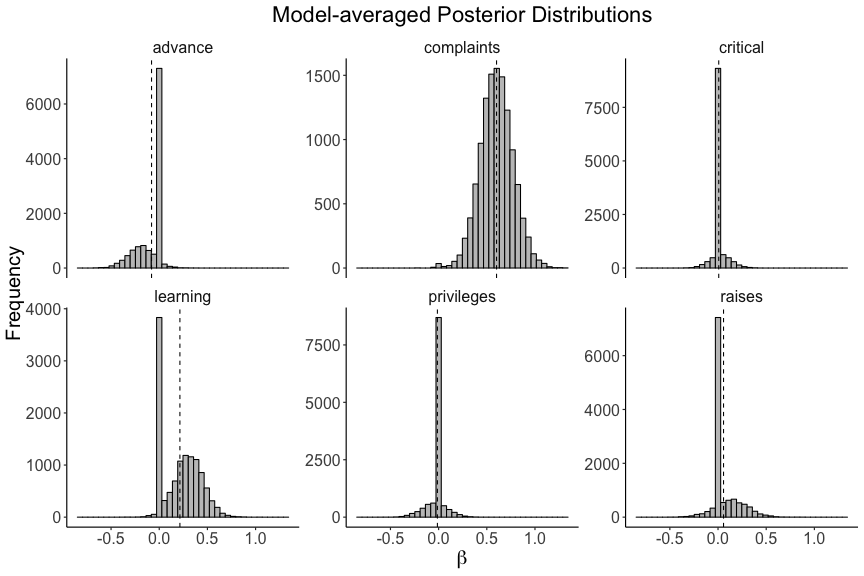 Model-averaged Posterior Distributions
advance
complaints
critical
6000
4000
2000
0
1500
1000
500
0
7500
5000
2500
0
Frequency
learning
privileges
raises
4000
3000
2000
1000
0
7500
5000
2500
0
6000
4000
2000
0
-0.5 0.0 0.5 1.0
-0.5 0.0 0.5 1.0
-0.5 0.0 0.5 1.0
β